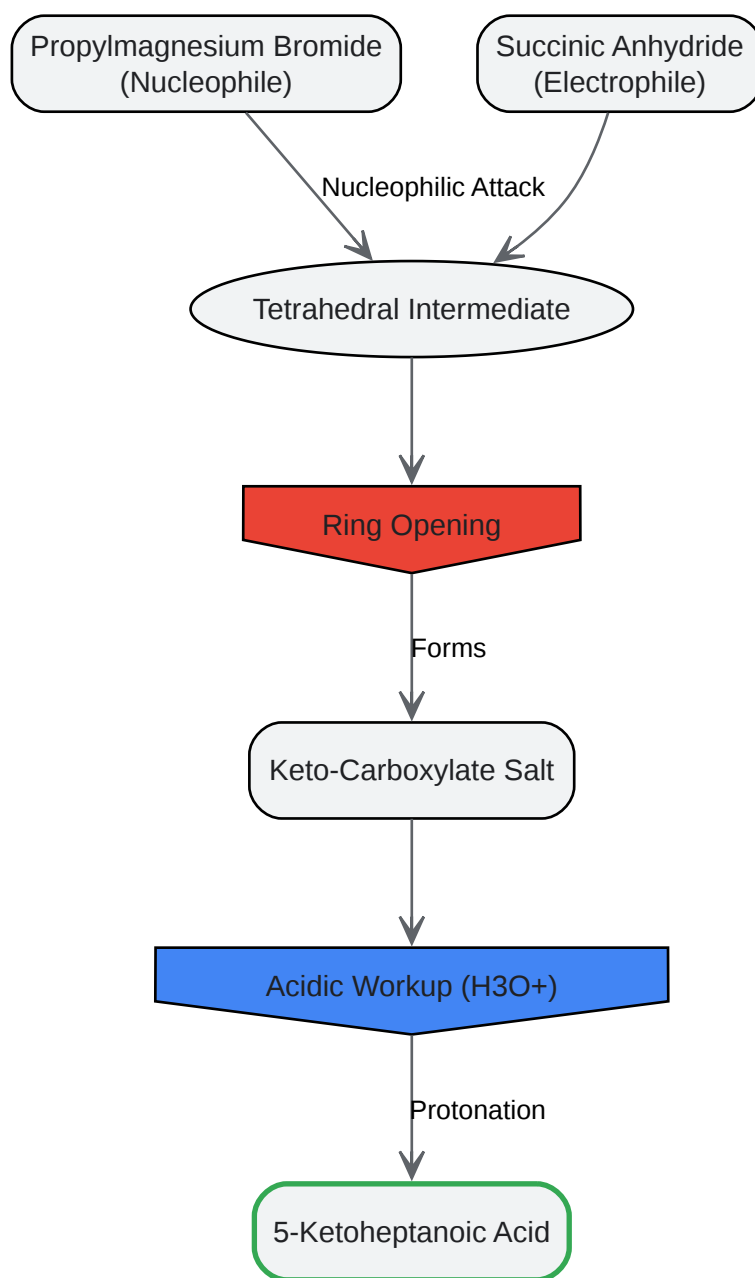 Propylmagnesium Bromide
(Nucleophile)
Succinic Anhydride
(Electrophile)
Nucleophilic Attack
Tetrahedral Intermediate
Ring Opening
Forms
Keto-Carboxylate Salt
Acidic Workup (H3O+)
Protonation
5-Ketoheptanoic Acid